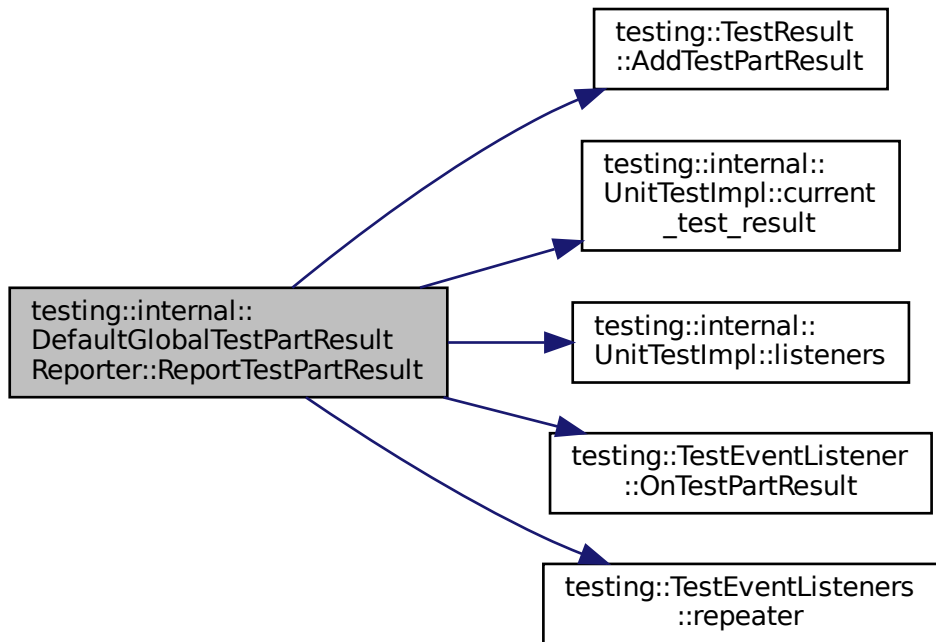 testing::TestResult
::AddTestPartResult
testing::internal::
UnitTestImpl::current
_test_result
testing::internal::
DefaultGlobalTestPartResult
Reporter::ReportTestPartResult
testing::internal::
UnitTestImpl::listeners
testing::TestEventListener
::OnTestPartResult
testing::TestEventListeners
::repeater